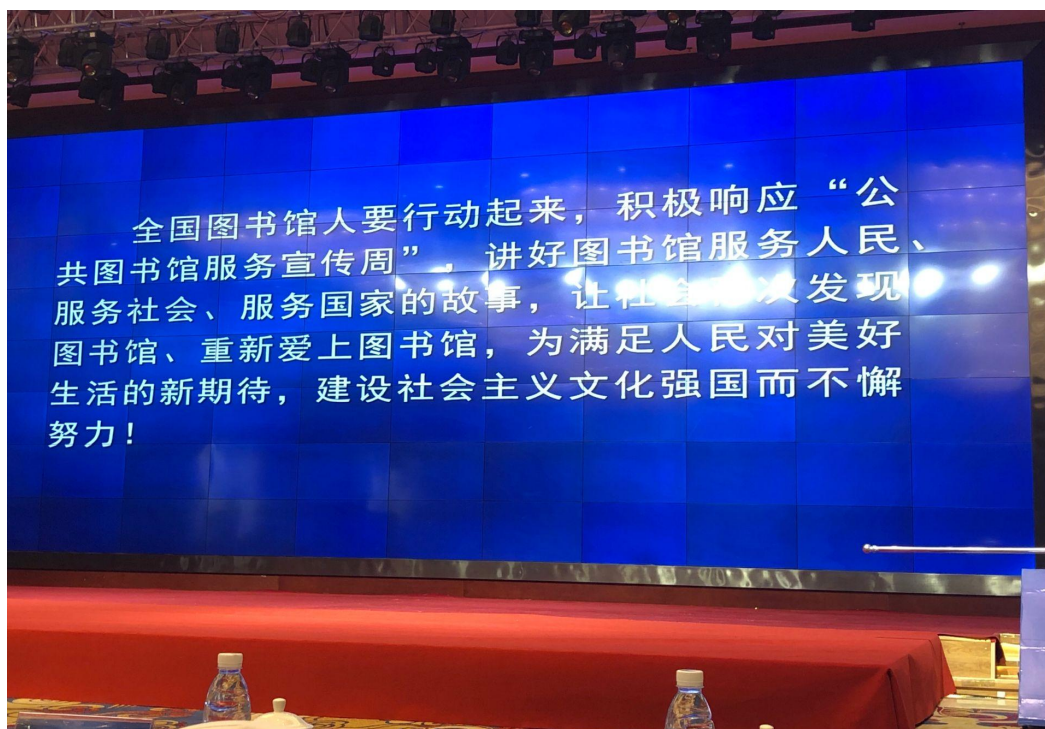 全国图书馆人要行动起来，积极响应“公
共图书馆服务宣传周”，讲好图书馆服务人民、
服务社会、服务国家的故事，让社会再次发现
图书馆、重新爱上图书馆，为满足人民对美好
生活的新期待，建设社会主义文化强国而不懈
努力！